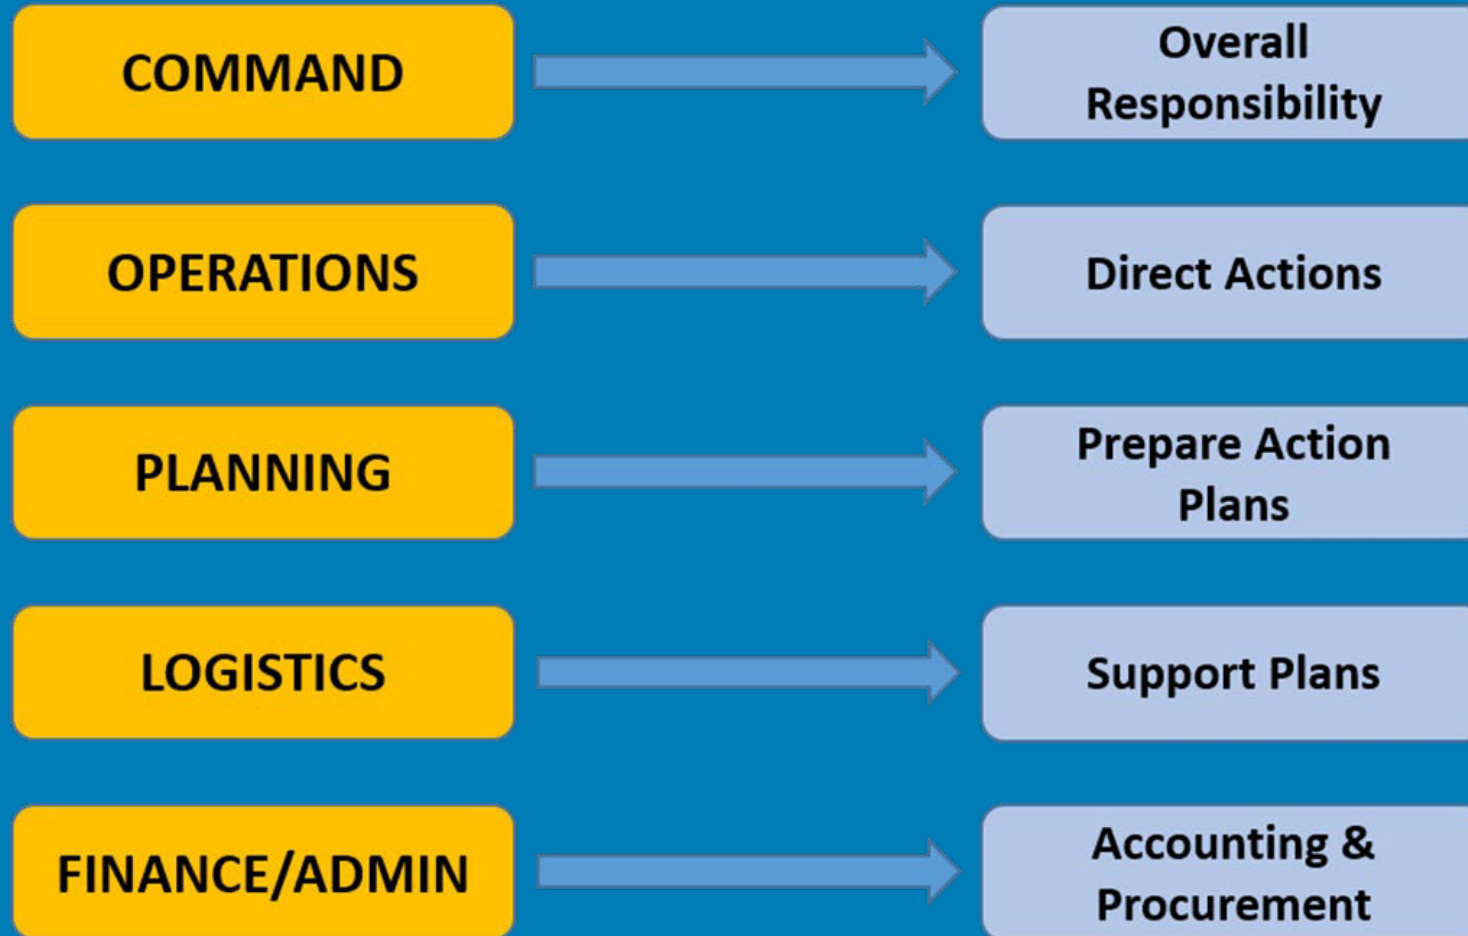 COMMAND
Overall
Responsibility
OPERATIONS
Direct Actions
PLANNING
Prepare Action
Plans
LOGISTICS
Support Plans
FINANCE/ADMIN
Accounting &
Procurement